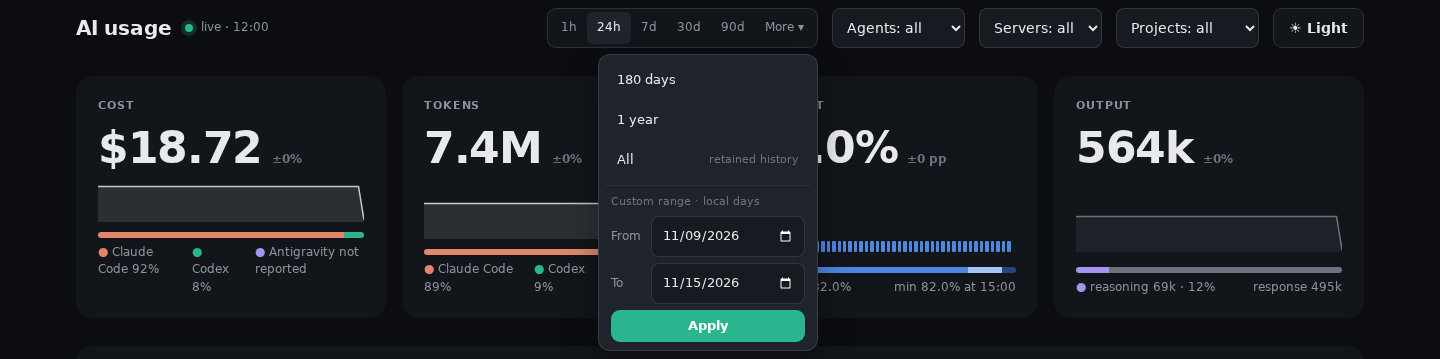 AI usage
live · 12:00
1h 24h 7d 30d 90d More ▾
Agents: all
Servers: all
Projects: all
☀ Light
COST
$18.72 ±0%
Claude Code 92%
Codex 8%
Antigravity not reported
TOKENS
7.4M ±0%
Claude Code 89%
Codex 9%
180 days
1 year
All retained history
Custom range · local days
From 11/09/2026
To 11/15/2026
Apply
.0% ±0 pp
82.0%
min 82.0% at 15:00
OUTPUT
564k ±0%
reasoning 69k · 12%
response 495k